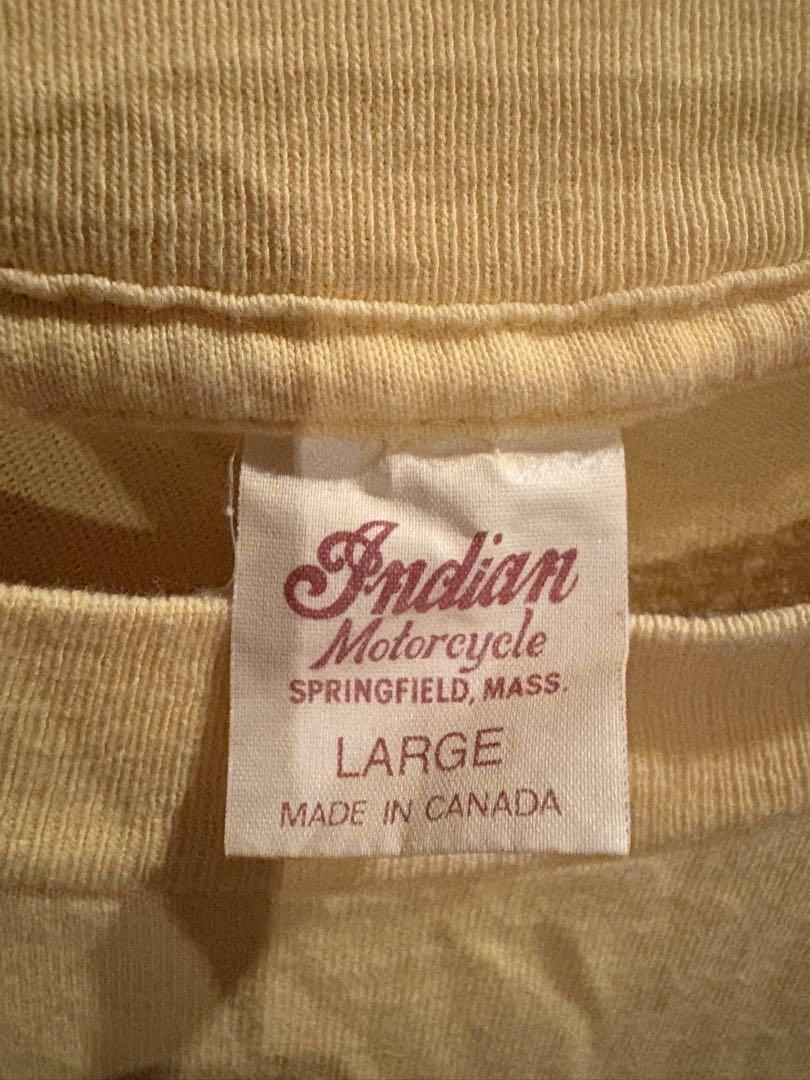 Indian
Motorcycle
SPRINGFIELD, MASS.
LARGE
MADE IN CANADA